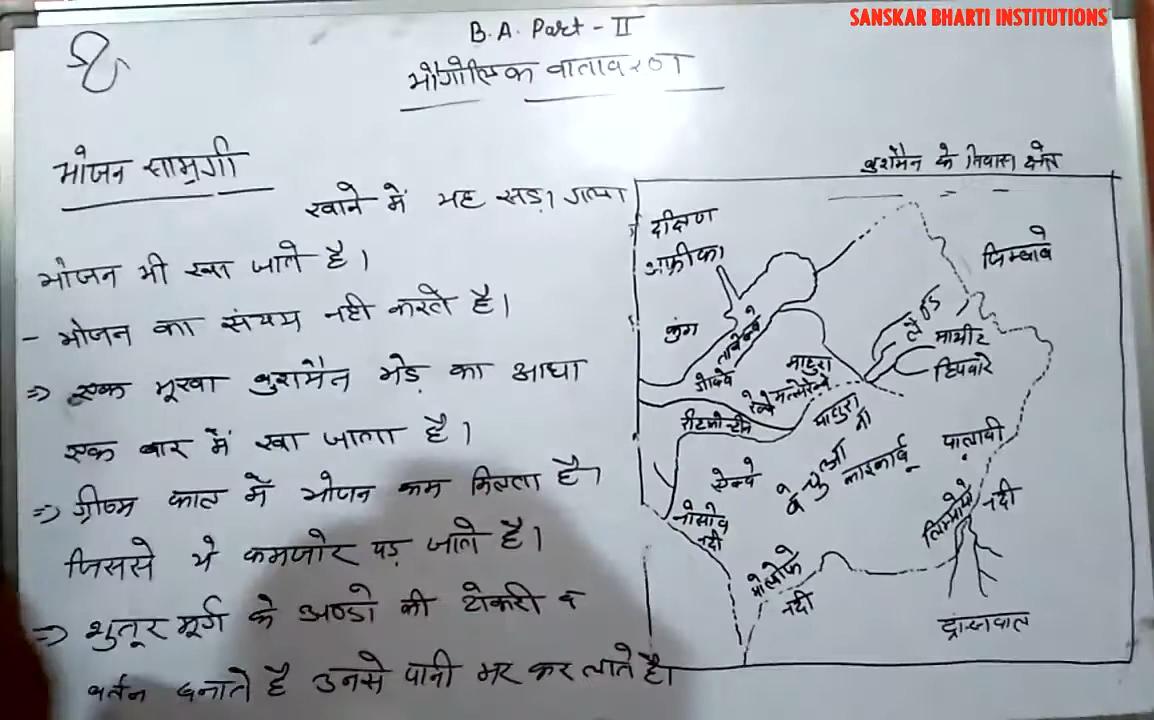 SANSKAR BHARTI INSTITUTIONS
B.A. Part - II
भौगोलिक वातावरण
भोजन सामग्री
खाने में यह सड़ा गला
भोजन भी खा जाते है।
- भोजन का संचय नही करते है।
⇒ एक भूखा बुशमैन भेड़ का आधा
एक बार में खा जाता है।
⇒ ग्रीष्म काल में भोजन कम मिलता है।
जिससे ये कमजोर पड़ जाते है।
⇒ शुतूरमूर्ग के अण्डो की टोकरी व
बर्तन बनाते है उनसे पानी भर कर लाते है।
बुशमैन के निवास क्षेत्र
दक्षिण
अफ्रीका
जिम्बावे
कुंग
माहुरा
पालापी
नोसोव
नदी
लिम्पोपो नदी
मोलोफे
नदी
ट्रान्सवाल